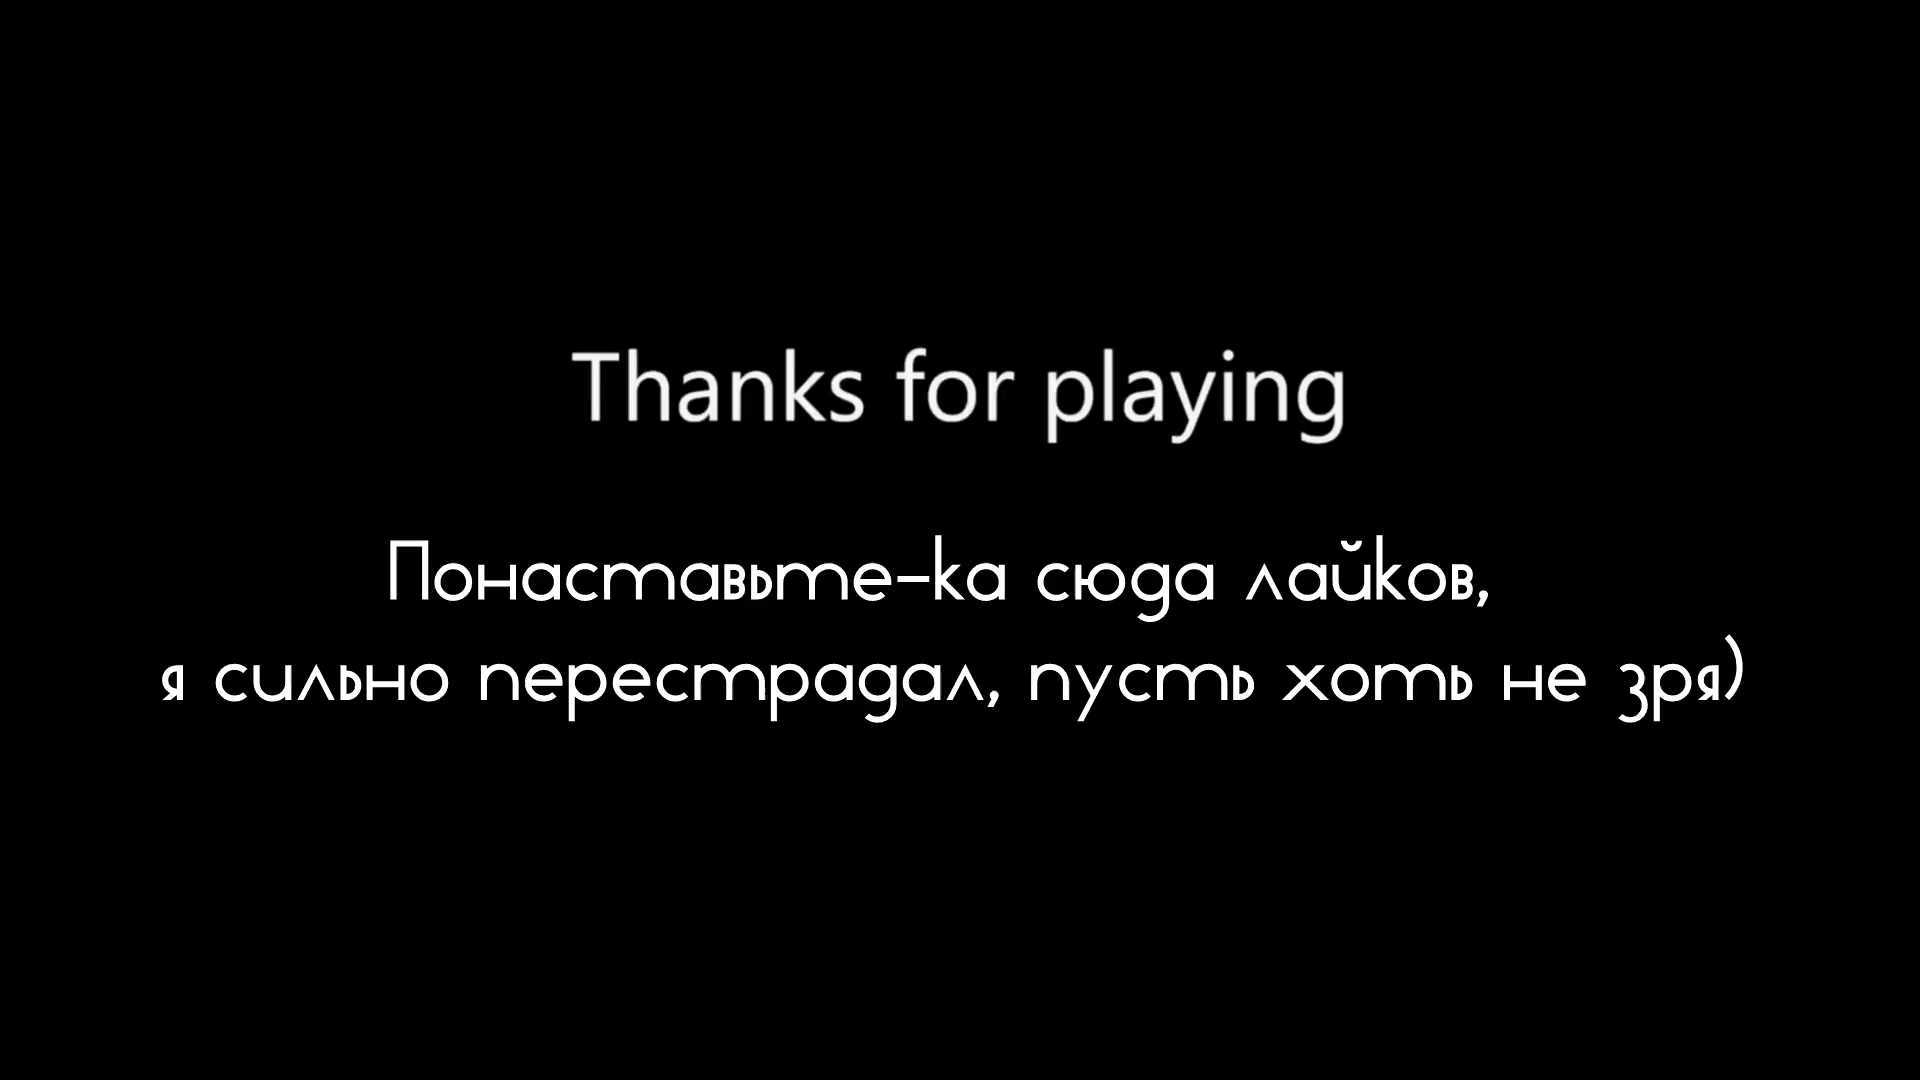 Thanks for playing
Понаставьте-ка сюда лайков,
я сильно перестрадал, пусть хоть не зря)